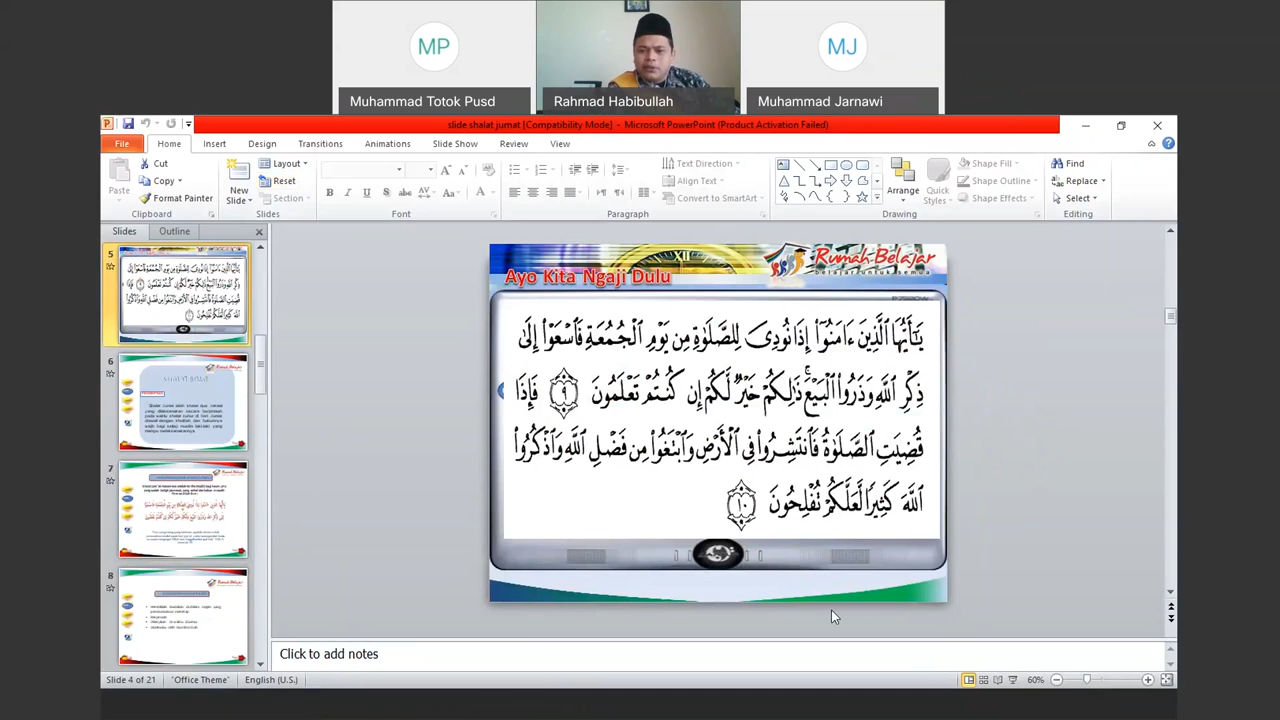 MP
MJ
Muhammad Totok Pusd
Rahmad Habibullah
Muhammad Jarnawi
slide shalat jumat [Compatibility Mode] - Microsoft PowerPoint (Product Activation Failed)
File Home Insert Design Transitions Animations Slide Show Review View
Paste
Cut
Copy
Format Painter
Clipboard
New Slide
Layout
Reset
Section
Slides
Font
Paragraph
Text Direction
Align Text
Convert to SmartArt
Arrange
Quick Styles
Shape Fill
Shape Outline
Shape Effects
Drawing
Find
Replace
Select
Editing
Slides Outline
5
6
7
8
XII
Rumah Belajar
Ayo Kita Ngaji Dulu
يَـٰٓأَيُّهَا ٱلَّذِينَ ءَامَنُوٓا۟ إِذَا نُودِىَ لِلصَّلَوٰةِ مِن يَوْمِ ٱلْجُمُعَةِ فَٱسْعَوْا۟ إِلَىٰ
ذِكْرِ ٱللَّهِ وَذَرُوا۟ ٱلْبَيْعَ ۚ ذَٰلِكُمْ خَيْرٌ لَّكُمْ إِن كُنتُمْ تَعْلَمُونَ ٩ فَإِذَا
قُضِيَتِ ٱلصَّلَوٰةُ فَٱنتَشِرُوا۟ فِى ٱلْأَرْضِ وَٱبْتَغُوا۟ مِن فَضْلِ ٱللَّهِ وَٱذْكُرُوا۟
ٱللَّهَ كَثِيرًا لَّعَلَّكُمْ تُفْلِحُونَ ١٠
Click to add notes
Slide 4 of 21 "Office Theme" English (U.S.) 60%